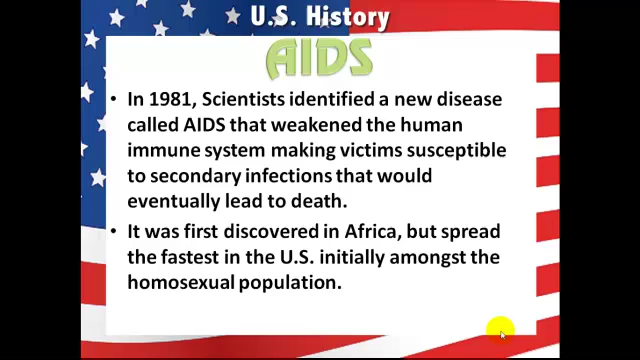 U.S. History
AIDS
• In 1981, Scientists identified a new disease
called AIDS that weakened the human
immune system making victims susceptible
to secondary infections that would
eventually lead to death.
• It was first discovered in Africa, but spread
the fastest in the U.S. initially amongst the
homosexual population.